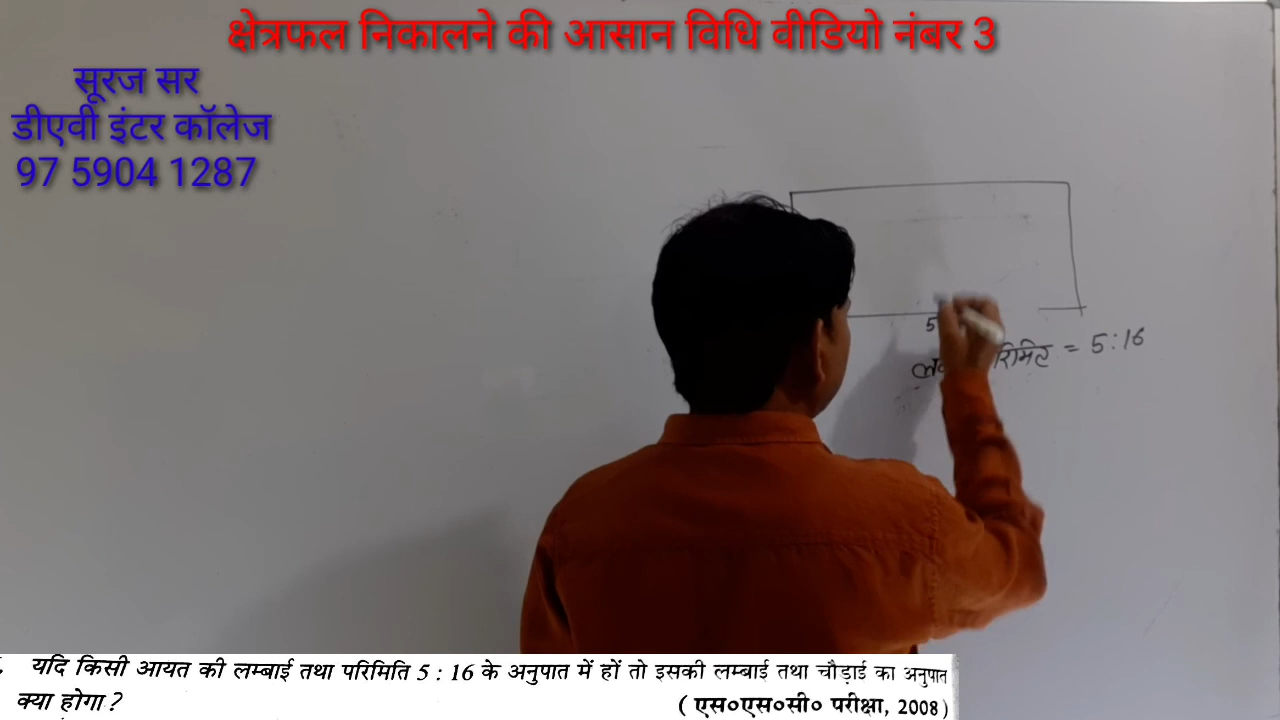 क्षेत्रफल निकालने की आसान विधि वीडियो नंबर 3
सूरज सर
डीएवी इंटर कॉलेज
97 5904 1287
5
= 5:16
यदि किसी आयत की लम्बाई तथा परिमिति 5 : 16 के अनुपात में हों तो इसकी लम्बाई तथा चौड़ाई का अनुपात
क्या होगा ?
( एस०एस०सी० परीक्षा, 2008)